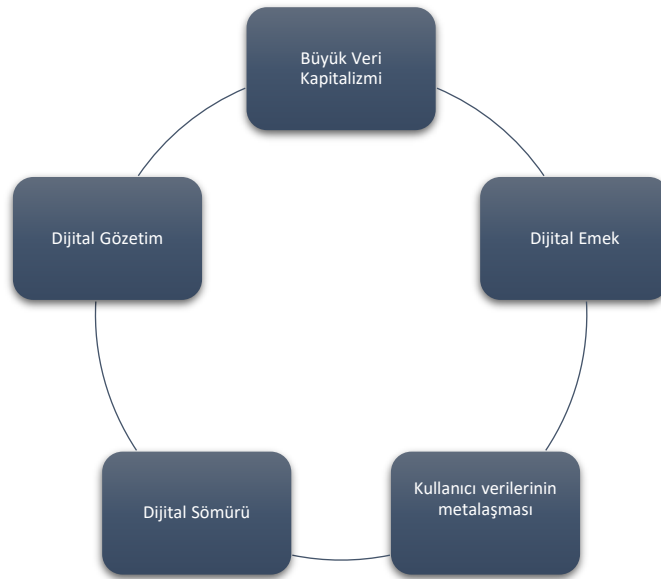 Büyük Veri
Kapitalizmi
Dijital Gözetim
Dijital Emek
Kullanıcı verilerinin
metalaşması
Dijital Sömürü